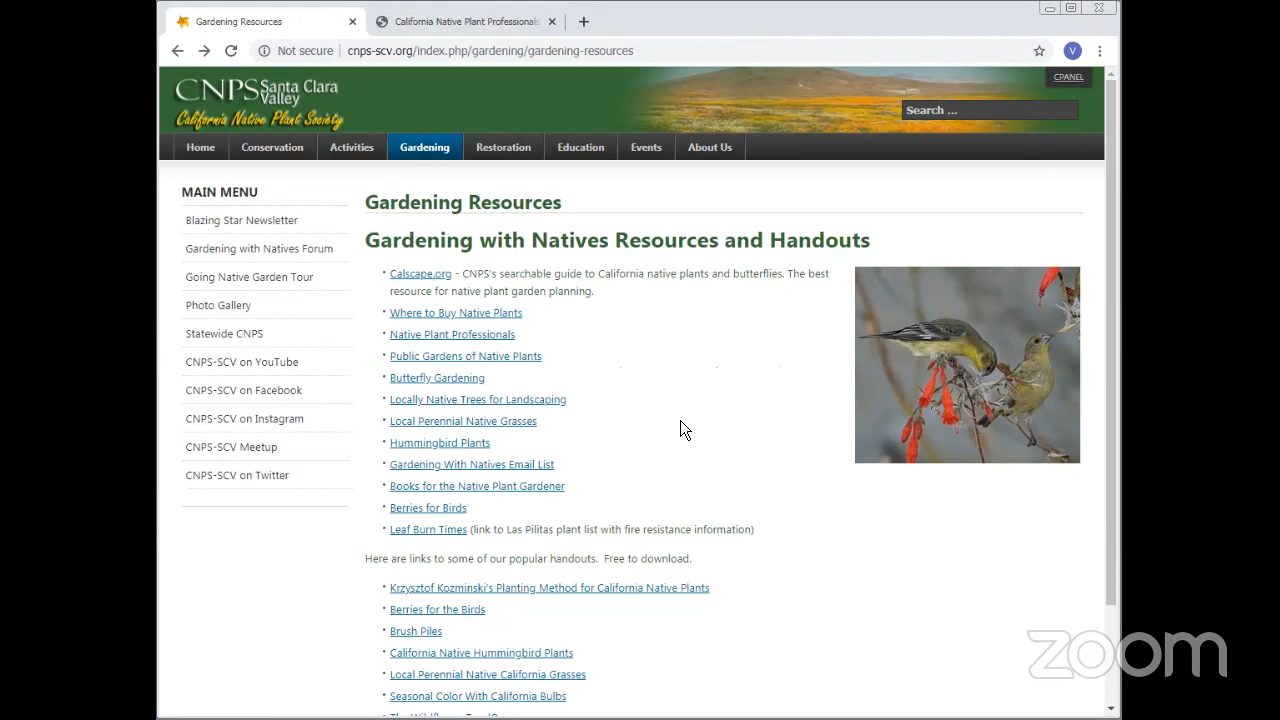 Gardening Resources
California Native Plant Professionals
Not secure
cnps-scv.org/index.php/gardening/gardening-resources
V
CNPS Santa Clara Valley
California Native Plant Society
CPANEL
Search ...
Home
Conservation
Activities
Gardening
Restoration
Education
Events
About Us
MAIN MENU
Blazing Star Newsletter
Gardening with Natives Forum
Going Native Garden Tour
Photo Gallery
Statewide CNPS
CNPS-SCV on YouTube
CNPS-SCV on Facebook
CNPS-SCV on Instagram
CNPS-SCV Meetup
CNPS-SCV on Twitter
Gardening Resources
Gardening with Natives Resources and Handouts
Calscape.org - CNPS's searchable guide to California native plants and butterflies. The best
resource for native plant garden planning.
Where to Buy Native Plants
Native Plant Professionals
Public Gardens of Native Plants
Butterfly Gardening
Locally Native Trees for Landscaping
Local Perennial Native Grasses
Hummingbird Plants
Gardening With Natives Email List
Books for the Native Plant Gardener
Berries for Birds
Leaf Burn Times (link to Las Pilitas plant list with fire resistance information)
Here are links to some of our popular handouts. Free to download.
Krzysztof Kozminski's Planting Method for California Native Plants
Berries for the Birds
Brush Piles
California Native Hummingbird Plants
Local Perennial Native California Grasses
Seasonal Color With California Bulbs
zoom